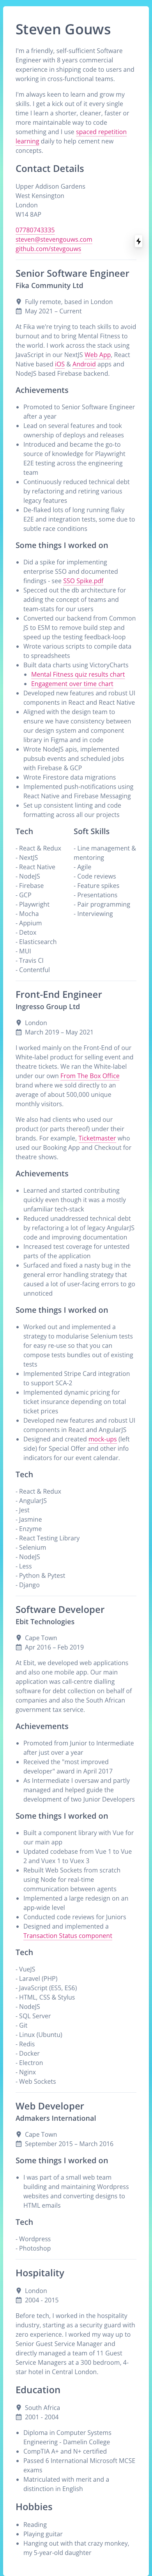 Steven Gouws
I'm a friendly, self-sufficient Software
Engineer with 8 years commercial
experience in shipping code to users and
working in cross-functional teams.
I'm always keen to learn and grow my
skills. I get a kick out of it every single
time I learn a shorter, cleaner, faster or
more maintainable way to code
something and I use spaced repetition
learning daily to help cement new
concepts.
Contact Details
Upper Addison Gardens
West Kensington
London
W14 8AP
07780743335
steven@stevengouws.com
github.com/stevgouws
Senior Software Engineer
Fika Community Ltd
Fully remote, based in London
May 2021 – Current
At Fika we're trying to teach skills to avoid
burnout and to bring Mental Fitness to
the world. I work across the stack using
JavaScript in our NextJS Web App, React
Native based iOS & Android apps and
NodeJS based Firebase backend.
Achievements
• Promoted to Senior Software Engineer
after a year
• Lead on several features and took
ownership of deploys and releases
• Introduced and became the go-to
source of knowledge for Playwright
E2E testing across the engineering
team
• Continuously reduced technical debt
by refactoring and retiring various
legacy features
• De-flaked lots of long running flaky
E2E and integration tests, some due to
subtle race conditions
Some things I worked on
• Did a spike for implementing
enterprise SSO and documented
findings - see SSO Spike.pdf
• Specced out the db architecture for
adding the concept of teams and
team-stats for our users
• Converted our backend from Common
JS to ESM to remove build step and
speed up the testing feedback-loop
• Wrote various scripts to compile data
to spreadsheets
• Built data charts using VictoryCharts
• Mental Fitness quiz results chart
• Engagement over time chart
• Developed new features and robust UI
components in React and React Native
• Aligned with the design team to
ensure we have consistency between
our design system and component
library in Figma and in code
• Wrote NodeJS apis, implemented
pubsub events and scheduled jobs
with Firebase & GCP
• Wrote Firestore data migrations
• Implemented push-notifications using
React Native and Firebase Messaging
• Set up consistent linting and code
formatting across all our projects
Tech
- React & Redux
- NextJS
- React Native
- NodeJS
- Firebase
- GCP
- Playwright
- Mocha
- Appium
- Detox
- Elasticsearch
- MUI
- Travis CI
- Contentful
Soft Skills
- Line management &
mentoring
- Agile
- Code reviews
- Feature spikes
- Presentations
- Pair programming
- Interviewing
Front-End Engineer
Ingresso Group Ltd
London
March 2019 – May 2021
I worked mainly on the Front-End of our
White-label product for selling event and
theatre tickets. We ran the White-label
under our own From The Box Office
brand where we sold directly to an
average of about 500,000 unique
monthly visitors.
We also had clients who used our
product (or parts thereof) under their
brands. For example, Ticketmaster who
used our Booking App and Checkout for
theatre shows.
Achievements
• Learned and started contributing
quickly even though it was a mostly
unfamiliar tech-stack
• Reduced unaddressed technical debt
by refactoring a lot of legacy AngularJS
code and improving documentation
• Increased test coverage for untested
parts of the application
• Surfaced and fixed a nasty bug in the
general error handling strategy that
caused a lot of user-facing errors to go
unnoticed
Some things I worked on
• Worked out and implemented a
strategy to modularise Selenium tests
for easy re-use so that you can
compose tests bundles out of existing
tests
• Implemented Stripe Card integration
to support SCA-2
• Implemented dynamic pricing for
ticket insurance depending on total
ticket prices
• Developed new features and robust UI
components in React and AngularJS
• Designed and created mock-ups (left
side) for Special Offer and other info
indicators for our event calendar.
Tech
- React & Redux
- AngularJS
- Jest
- Jasmine
- Enzyme
- React Testing Library
- Selenium
- NodeJS
- Less
- Python & Pytest
- Django
Software Developer
Ebit Technologies
Cape Town
Apr 2016 – Feb 2019
At Ebit, we developed web applications
and also one mobile app. Our main
application was call-centre dialling
software for debt collection on behalf of
companies and also the South African
government tax service.
Achievements
• Promoted from Junior to Intermediate
after just over a year
• Received the "most improved
developer" award in April 2017
• As Intermediate I oversaw and partly
managed and helped guide the
development of two Junior Developers
Some things I worked on
• Built a component library with Vue for
our main app
• Updated codebase from Vue 1 to Vue
2 and Vuex 1 to Vuex 3
• Rebuilt Web Sockets from scratch
using Node for real-time
communication between agents
• Implemented a large redesign on an
app-wide level
• Conducted code reviews for Juniors
• Designed and implemented a
Transaction Status component
Tech
- VueJS
- Laravel (PHP)
- JavaScript (ES5, ES6)
- HTML, CSS & Stylus
- NodeJS
- SQL Server
- Git
- Linux (Ubuntu)
- Redis
- Docker
- Electron
- Nginx
- Web Sockets
Web Developer
Admakers International
Cape Town
September 2015 – March 2016
Some things I worked on
• I was part of a small web team
building and maintaining Wordpress
websites and converting designs to
HTML emails
Tech
- Wordpress
- Photoshop
Hospitality
London
2004 - 2015
Before tech, I worked in the hospitality
industry, starting as a security guard with
zero experience. I worked my way up to
Senior Guest Service Manager and
directly managed a team of 11 Guest
Service Managers at a 300 bedroom, 4-
star hotel in Central London.
Education
South Africa
2001 - 2004
• Diploma in Computer Systems
Engineering - Damelin College
• CompTIA A+ and N+ certified
• Passed 6 international Microsoft MCSE
exams
• Matriculated with merit and a
distinction in English
Hobbies
• Reading
• Playing guitar
• Hanging out with that crazy monkey,
my 5-year-old daughter